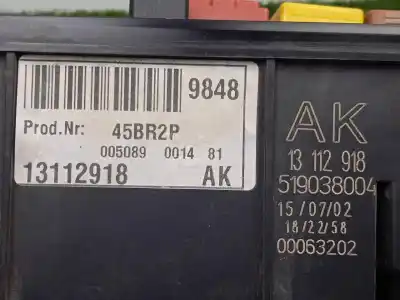 9848
Prod.Nr: 45BR2P
005089 0014 81
13112918 AK
AK
13 112 918
519038004
15/07/02
18/22/58
00063202